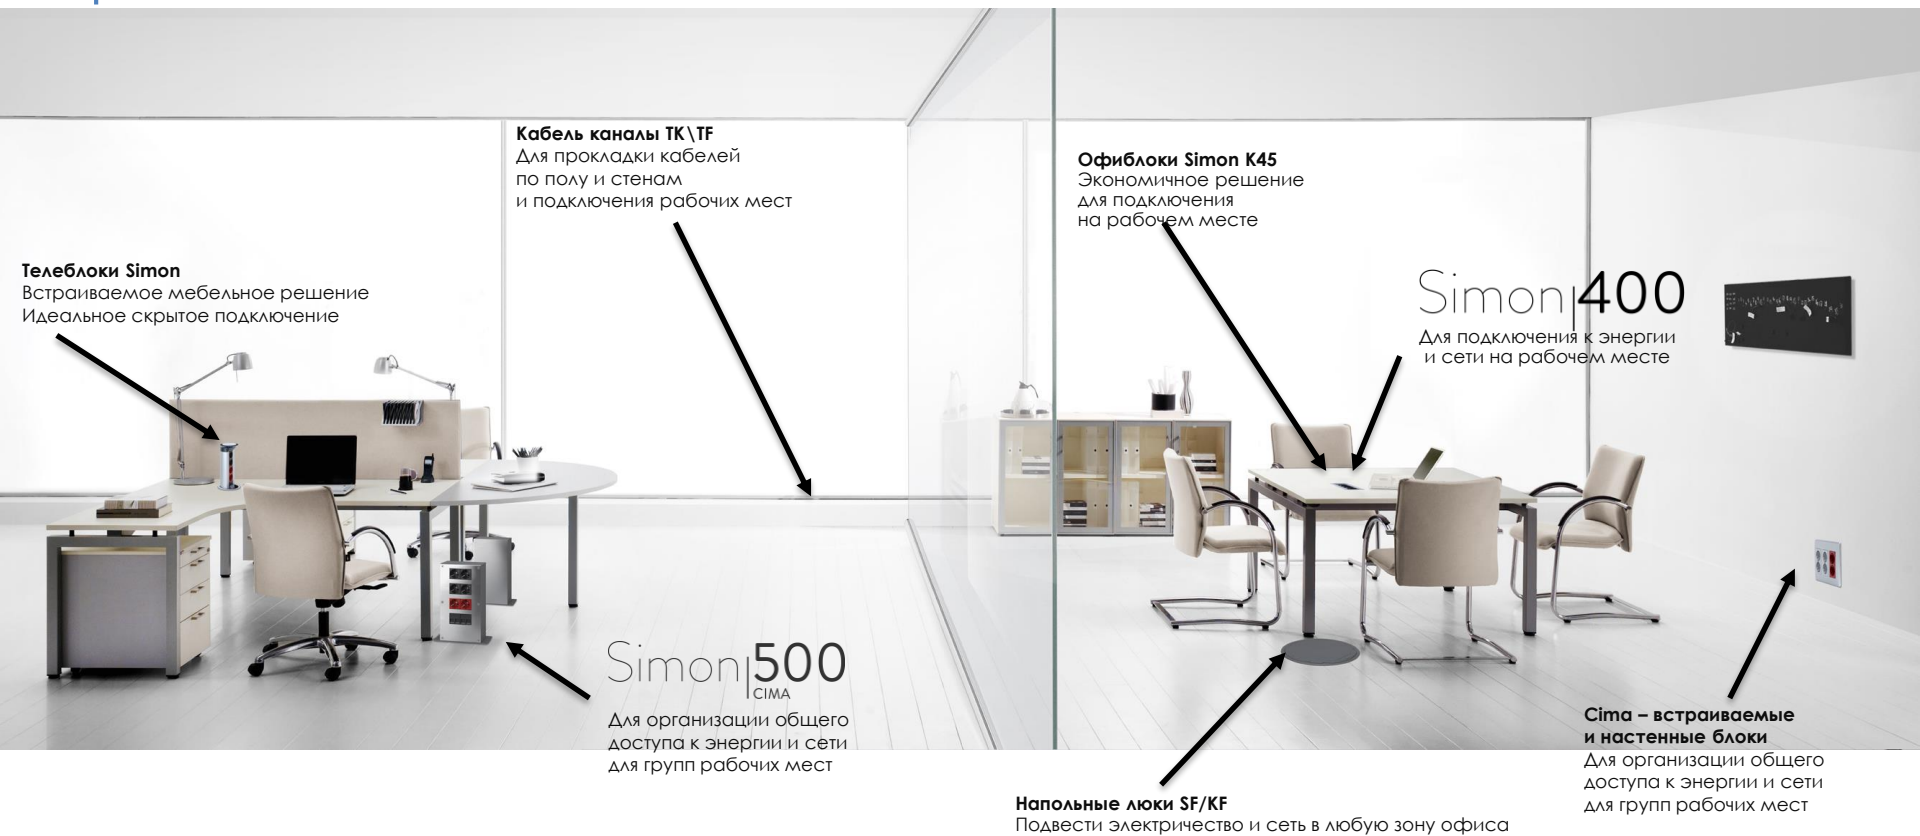 Кабель каналы TK\TF
Для прокладки кабелей
по полу и стенам
и подключения рабочих мест
Офиблоки Simon K45
Экономичное решение
для подключения
на рабочем месте
Телеблоки Simon
Встраиваемое мебельное решение
Идеальное скрытое подключение
Simon|400
Для подключения к энергии
и сети на рабочем месте
Simon|500
CIMA
Для организации общего
доступа к энергии и сети
для групп рабочих мест
Cima – встраиваемые
и настенные блоки
Для организации общего
доступа к энергии и сети
для групп рабочих мест
Напольные люки SF/KF
Подвести электричество и сеть в любую зону офиса